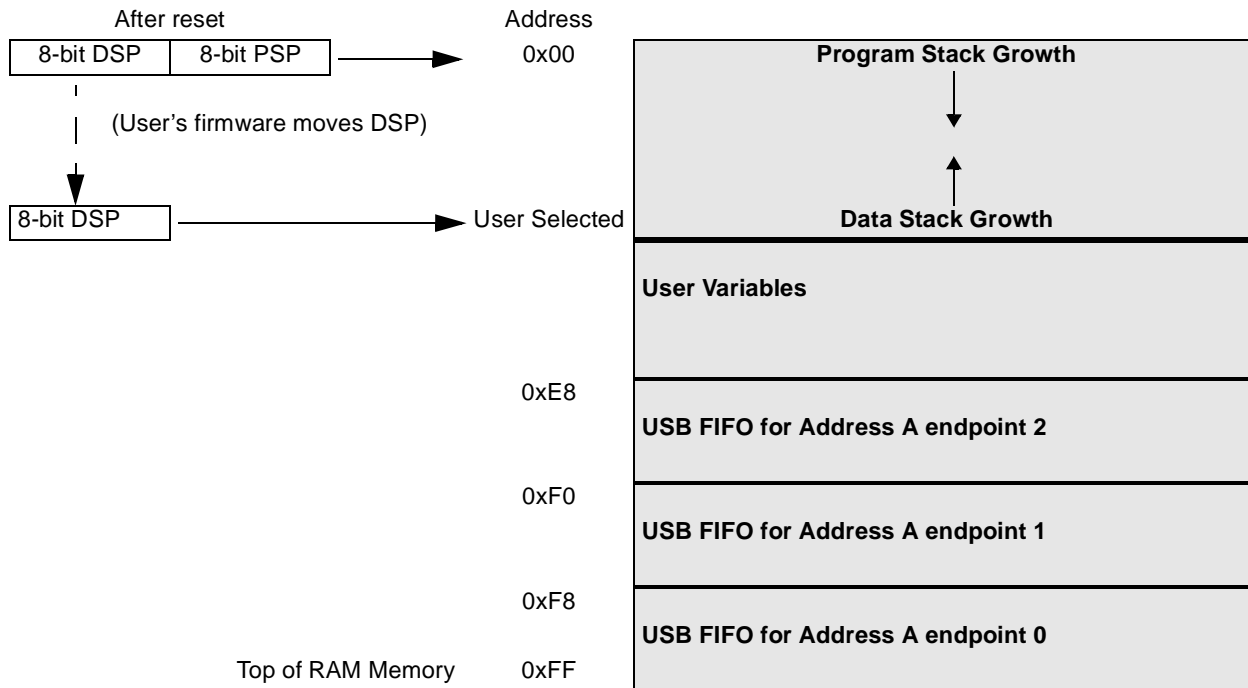 After reset Address
8-bit DSP 8-bit PSP 0x00 Program Stack Growth
(User's firmware moves DSP)
8-bit DSP User Selected Data Stack Growth
User Variables
0xE8
USB FIFO for Address A endpoint 2
0xF0
USB FIFO for Address A endpoint 1
0xF8
USB FIFO for Address A endpoint 0
Top of RAM Memory 0xFF